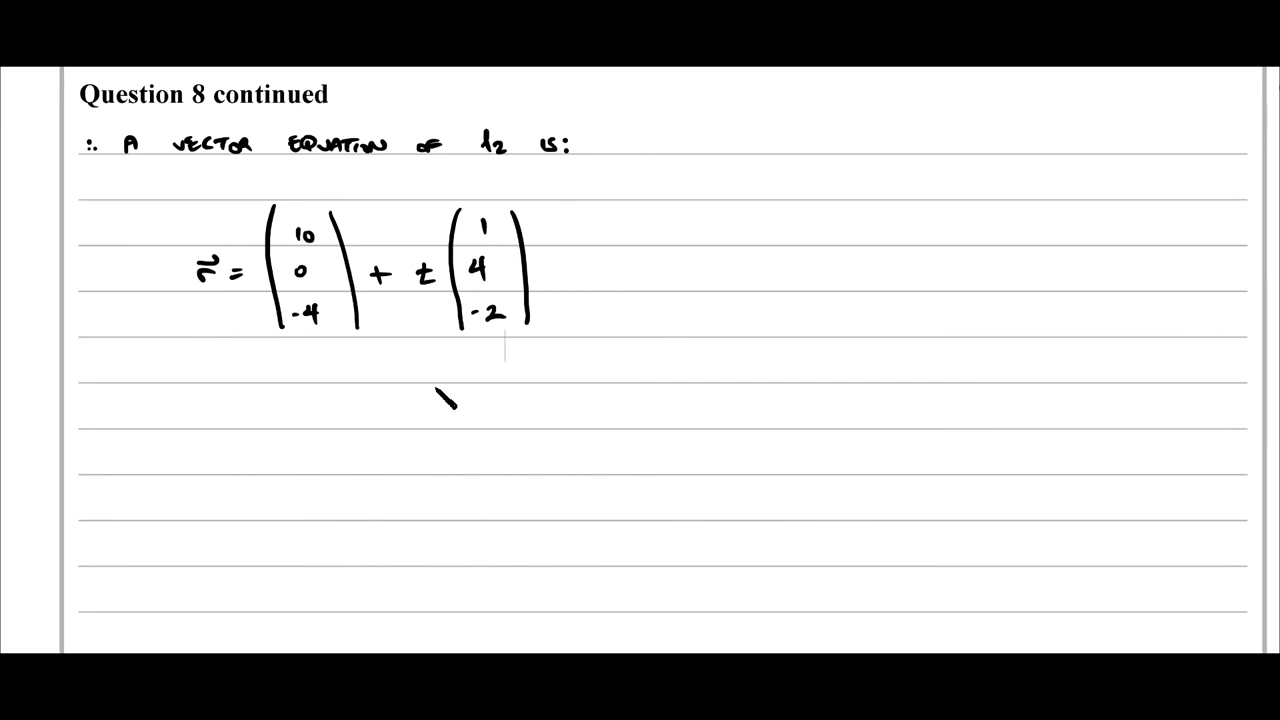 Question 8 continued
∴ A VECTOR EQUATION OF l2 IS:
r⃗ = (10 0 -4) + t (1 4 -2)